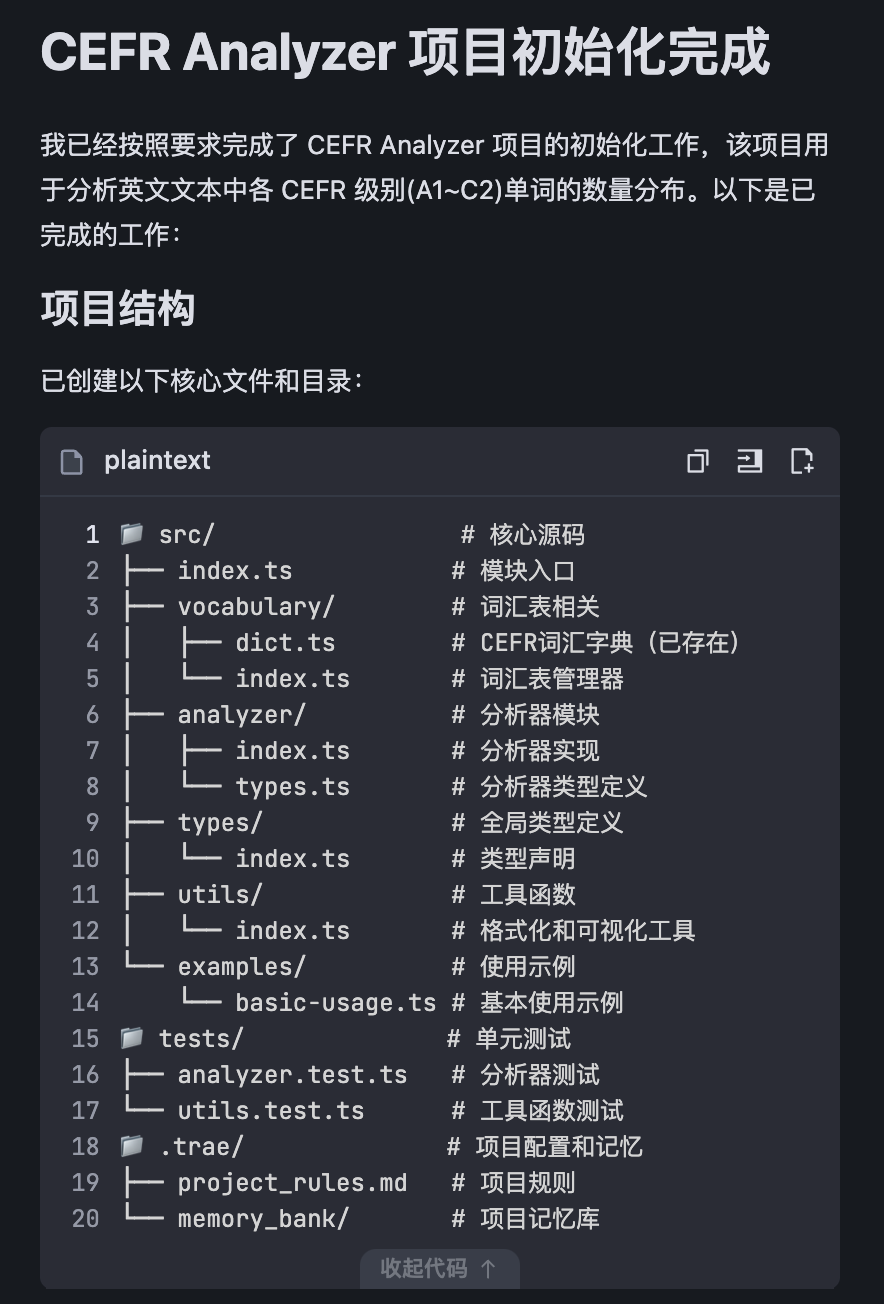 CEFR Analyzer 项目初始化完成
我已经按照要求完成了 CEFR Analyzer 项目的初始化工作，该项目用
于分析英文文本中各 CEFR 级别(A1~C2)单词的数量分布。以下是已
完成的工作：
项目结构
已创建以下核心文件和目录：
plaintext
1 📁 src/                 # 核心源码
2 ├── index.ts           # 模块入口
3 ├── vocabulary/        # 词汇表相关
4 │   ├── dict.ts        # CEFR词汇字典（已存在）
5 │   └── index.ts       # 词汇表管理器
6 ├── analyzer/          # 分析器模块
7 │   ├── index.ts       # 分析器实现
8 │   └── types.ts       # 分析器类型定义
9 ├── types/             # 全局类型定义
10 │   └── index.ts       # 类型声明
11 ├── utils/             # 工具函数
12 │   └── index.ts       # 格式化和可视化工具
13 └── examples/          # 使用示例
14     └── basic-usage.ts # 基本使用示例
15 📁 tests/              # 单元测试
16 ├── analyzer.test.ts   # 分析器测试
17 └── utils.test.ts      # 工具函数测试
18 📁 .trae/              # 项目配置和记忆
19 ├── project_rules.md   # 项目规则
20 └── memory_bank/       # 项目记忆库
收起代码 ↑